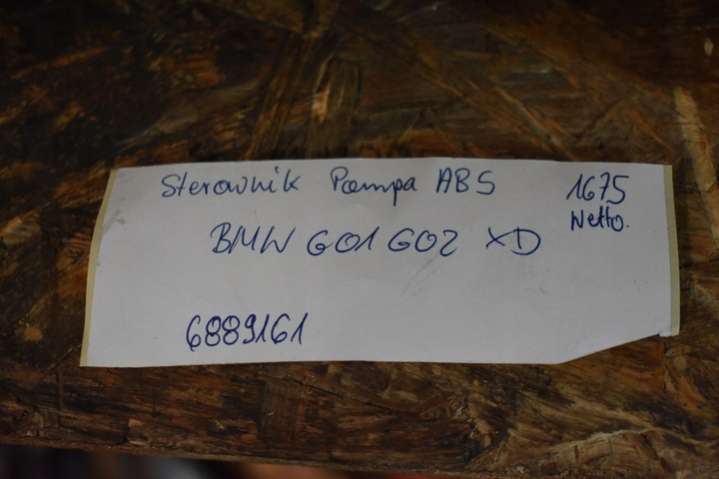 Sterownik Pompa ABS 1675
Netto.
BMW G01 G02 XD
6889161